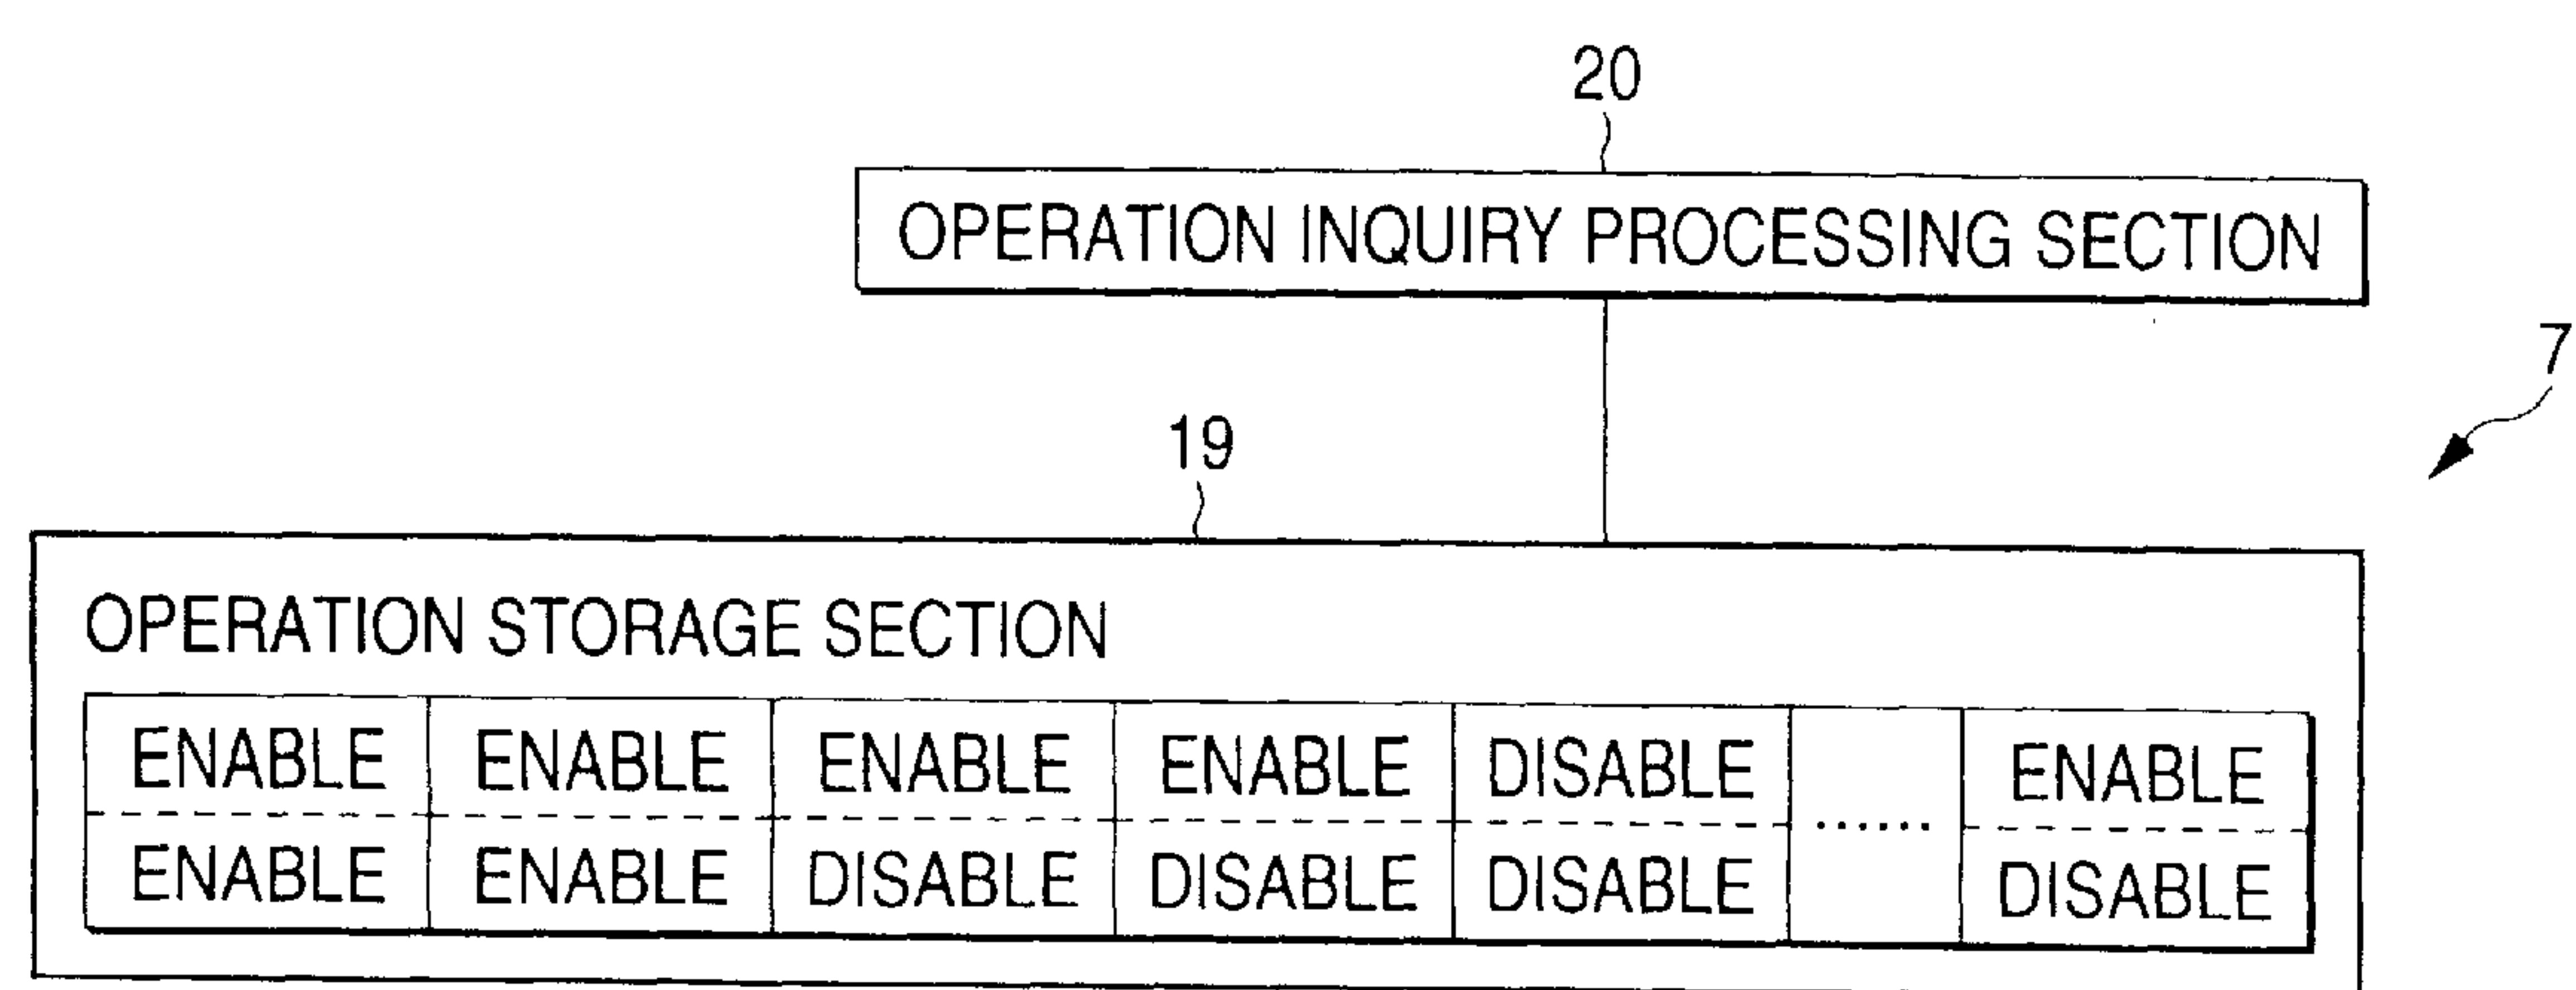 20
OPERATION INQUIRY PROCESSING SECTION
7
19
OPERATION STORAGE SECTION
ENABLE ENABLE ENABLE ENABLE DISABLE ...... ENABLE
ENABLE ENABLE DISABLE DISABLE DISABLE DISABLE